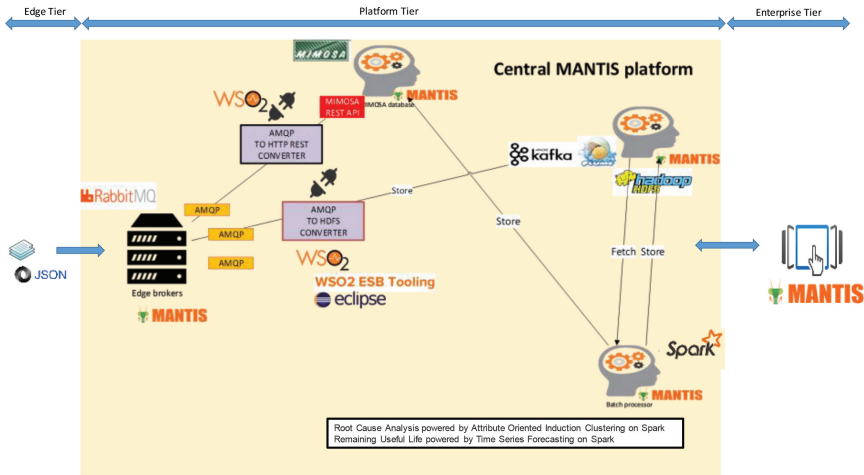 Edge Tier
Platform Tier
Enterprise Tier
MIMOSA
Central MANTIS platform
WSO2
MIMOSA
REST API
IMOSA database
MANTIS
AMQP
TO HTTP REST
CONVERTER
kafka
MANTIS
hadoop
HDFS
RabbitMQ
AMQP
Store
AMQP
TO HDFS
CONVERTER
AMQP
AMQP
Store
WSO2
WSO2 ESB Tooling
eclipse
Fetch Store
JSON
Edge brokers
MANTIS
MANTIS
Spark
MANTIS
Batch processor
Root Cause Analysis powered by Attribute Oriented Induction Clustering on Spark
Remaining Useful Life powered by Time Series Forecasting on Spark